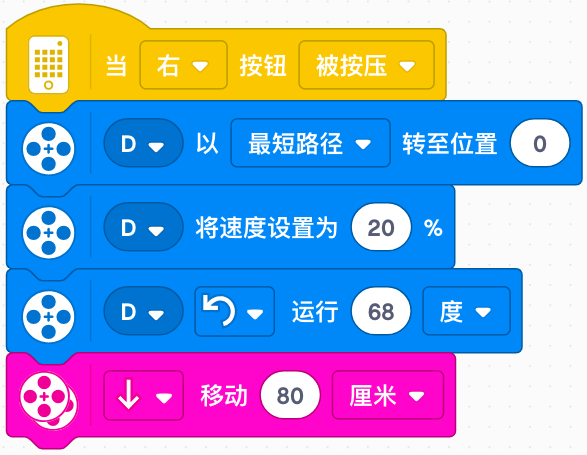 当 右 按钮 被按压
D 以 最短路径 转至位置 0
D 将速度设置为 20 %
D 运行 68 度
移动 80 厘米